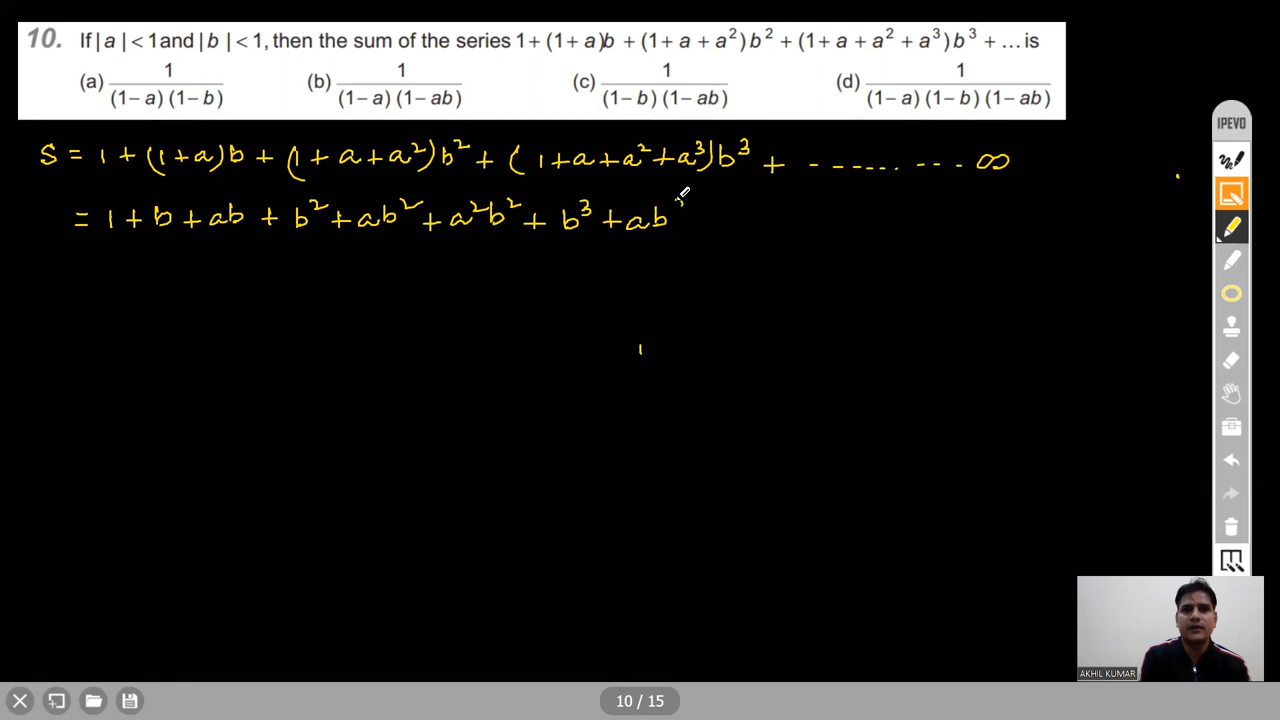 10. If | a | < 1 and | b | < 1, then the sum of the series 1 + (1 + a)b + (1 + a + a²)b² + (1 + a + a² + a³)b³ + ... is
(a) 1/((1 – a)(1 – b)) (b) 1/((1 – a)(1 – ab)) (c) 1/((1 – b)(1 – ab)) (d) 1/((1 – a)(1 – b)(1 – ab))
S = 1 + (1 + a)b + (1 + a + a²)b² + (1 + a + a² + a³)b³ + - - - ..... - - - ∞
= 1 + b + ab + b² + ab² + a²b² + b³ + ab
IPEVO
AKHIL KUMAR
10 / 15